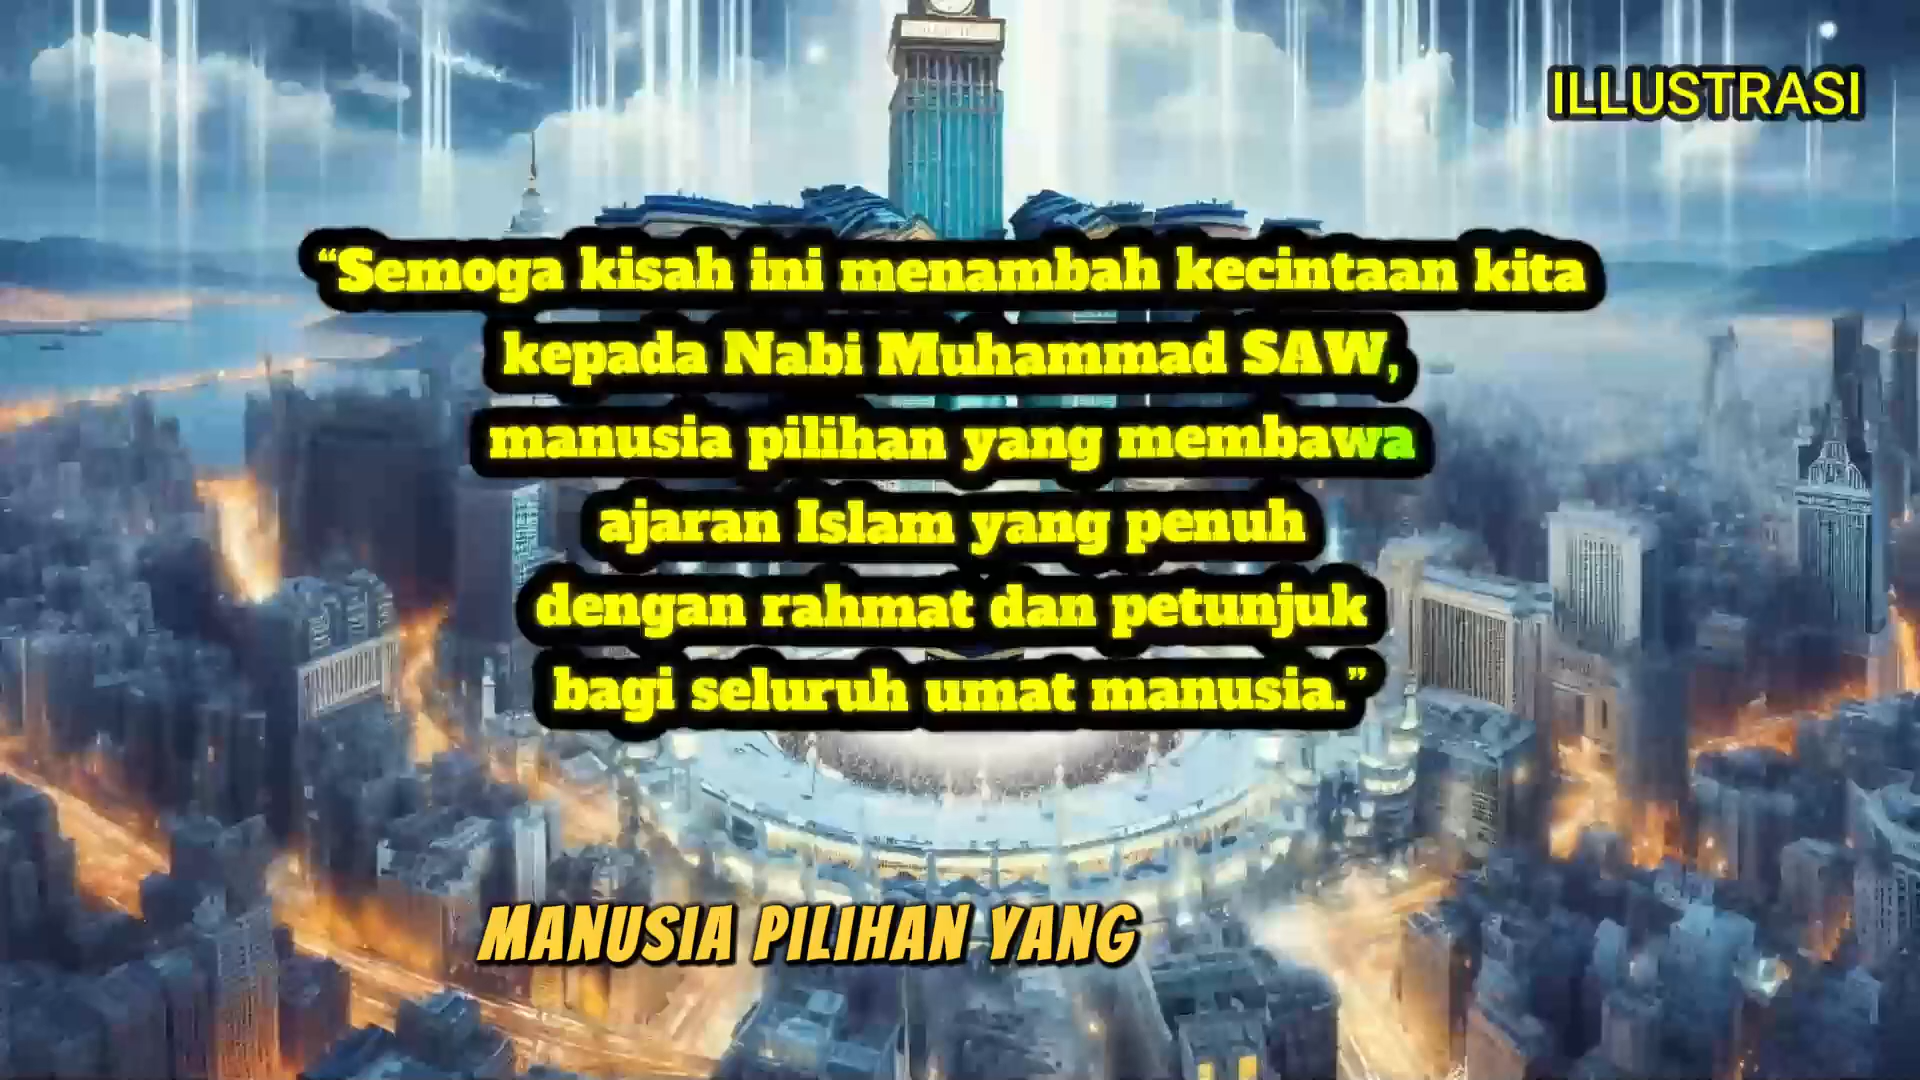 ILLUSTRASI
“Semoga kisah ini menambah kecintaan kita
kepada Nabi Muhammad SAW,
manusia pilihan yang membawa
ajaran Islam yang penuh
dengan rahmat dan petunjuk
bagi seluruh umat manusia.”
MANUSIA PILIHAN YANG